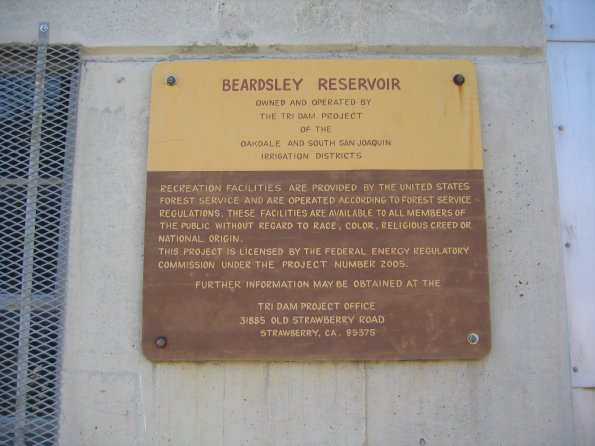 BEARDSLEY RESERVOIR
OWNED AND OPERATED BY
THE TRI DAM PROJECT
OF THE
OAKDALE AND SOUTH SAN JOAQUIN
IRRIGATION DISTRICTS
RECREATION FACILITIES ARE PROVIDED BY THE UNITED STATES
FOREST SERVICE AND ARE OPERATED ACCORDING TO FOREST SERVICE
REGULATIONS. THESE FACILITIES ARE AVAILABLE TO ALL MEMBERS OF
THE PUBLIC WITHOUT REGARD TO RACE, COLOR, RELIGIOUS CREED OR
NATIONAL ORIGIN.
THIS PROJECT IS LICENSED BY THE FEDERAL ENERGY REGULATORY
COMMISSION UNDER THE PROJECT NUMBER 2005.
FURTHER INFORMATION MAY BE OBTAINED AT THE
TRI DAM PROJECT OFFICE
31885 OLD STRAWBERRY ROAD
STRAWBERRY, CA. 95375